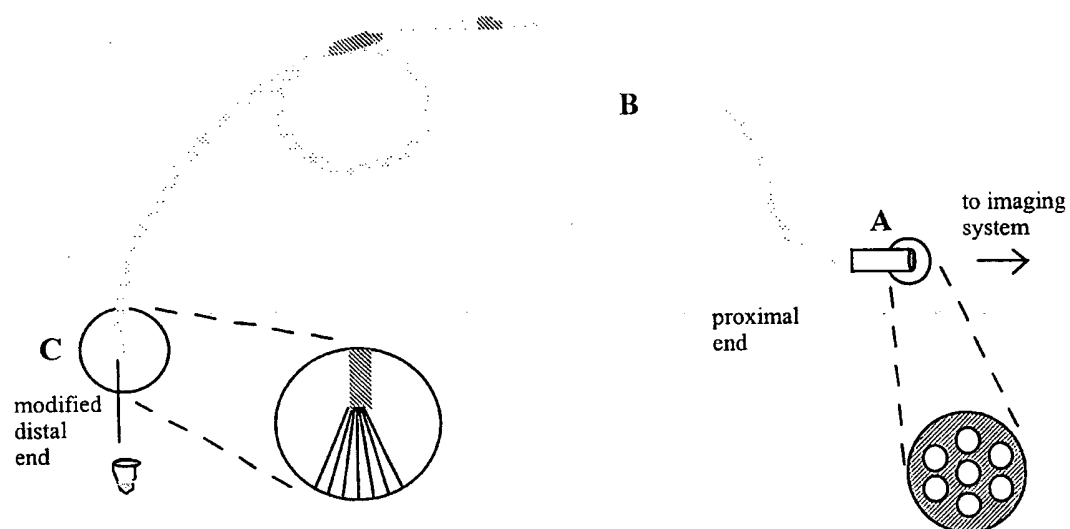 B
A
to imaging
system
proximal
end
C
modified
distal
end